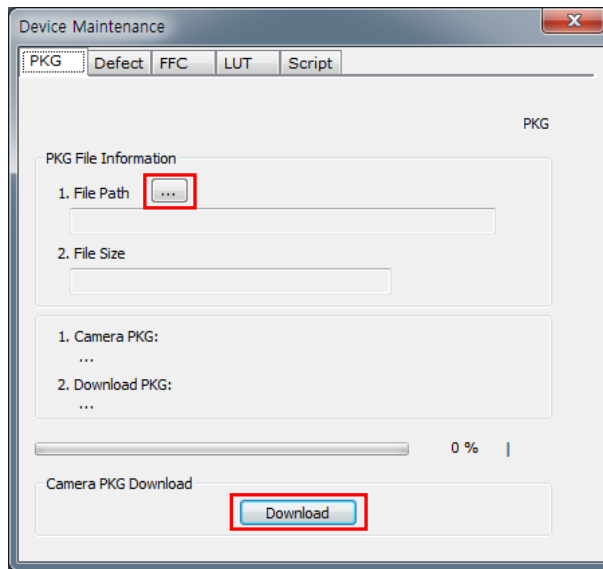 Device Maintenance
PKG Defect FFC LUT Script
PKG
PKG File Information
1. File Path ...
2. File Size
1. Camera PKG:
...
2. Download PKG:
...
0 % |
Camera PKG Download
Download